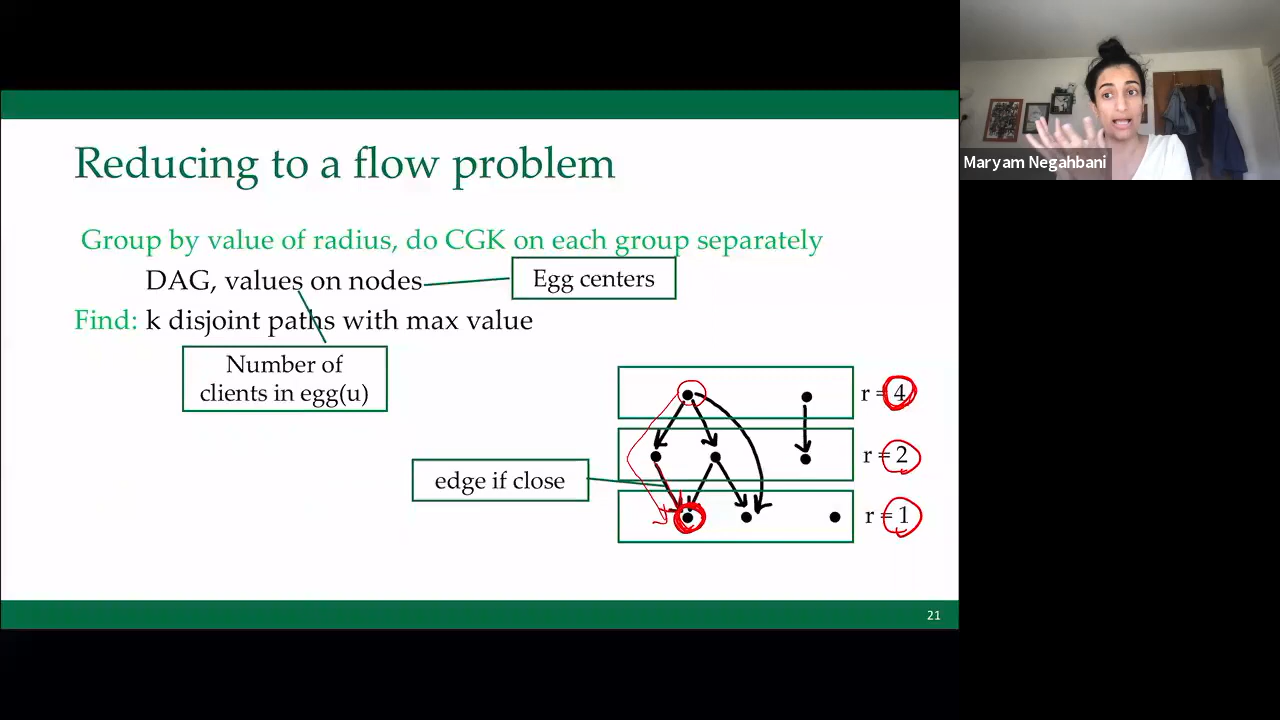 Reducing to a flow problem
Group by value of radius, do CGK on each group separately
DAG, values on nodes
Egg centers
Find: k disjoint paths with max value
Number of
clients in egg(u)
edge if close
r = 4
r = 2
r = 1
21
Maryam Negahbani